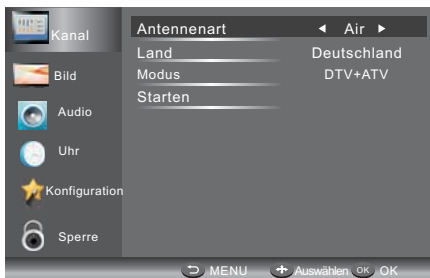 Kanal
Bild
Audio
Uhr
Konfiguration
Sperre
Antennenart Air
Land Deutschland
Modus DTV+ATV
Starten
MENU Auswählen OK OK